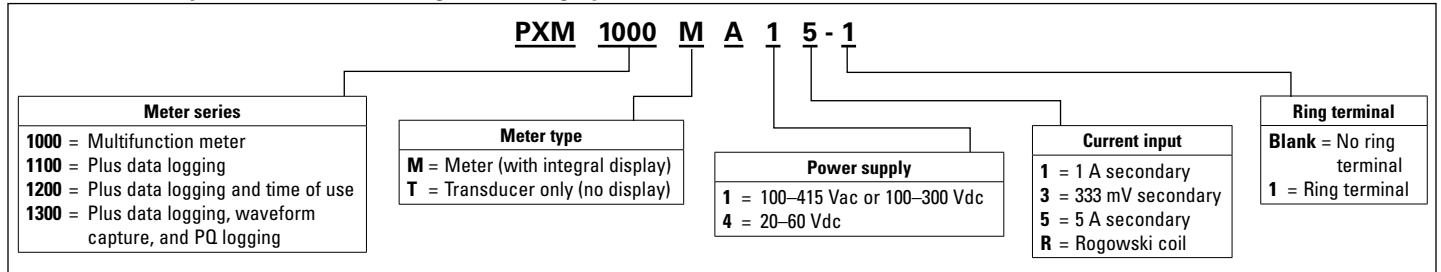 PXM 1000 M A 1 5 - 1
Meter series
1000 = Multifunction meter
1100 = Plus data logging
1200 = Plus data logging and time of use
1300 = Plus data logging, waveform
capture, and PQ logging
Meter type
M = Meter (with integral display)
T = Transducer only (no display)
Power supply
1 = 100–415 Vac or 100–300 Vdc
4 = 20–60 Vdc
Current input
1 = 1 A secondary
3 = 333 mV secondary
5 = 5 A secondary
R = Rogowski coil
Ring terminal
Blank = No ring
terminal
1 = Ring terminal